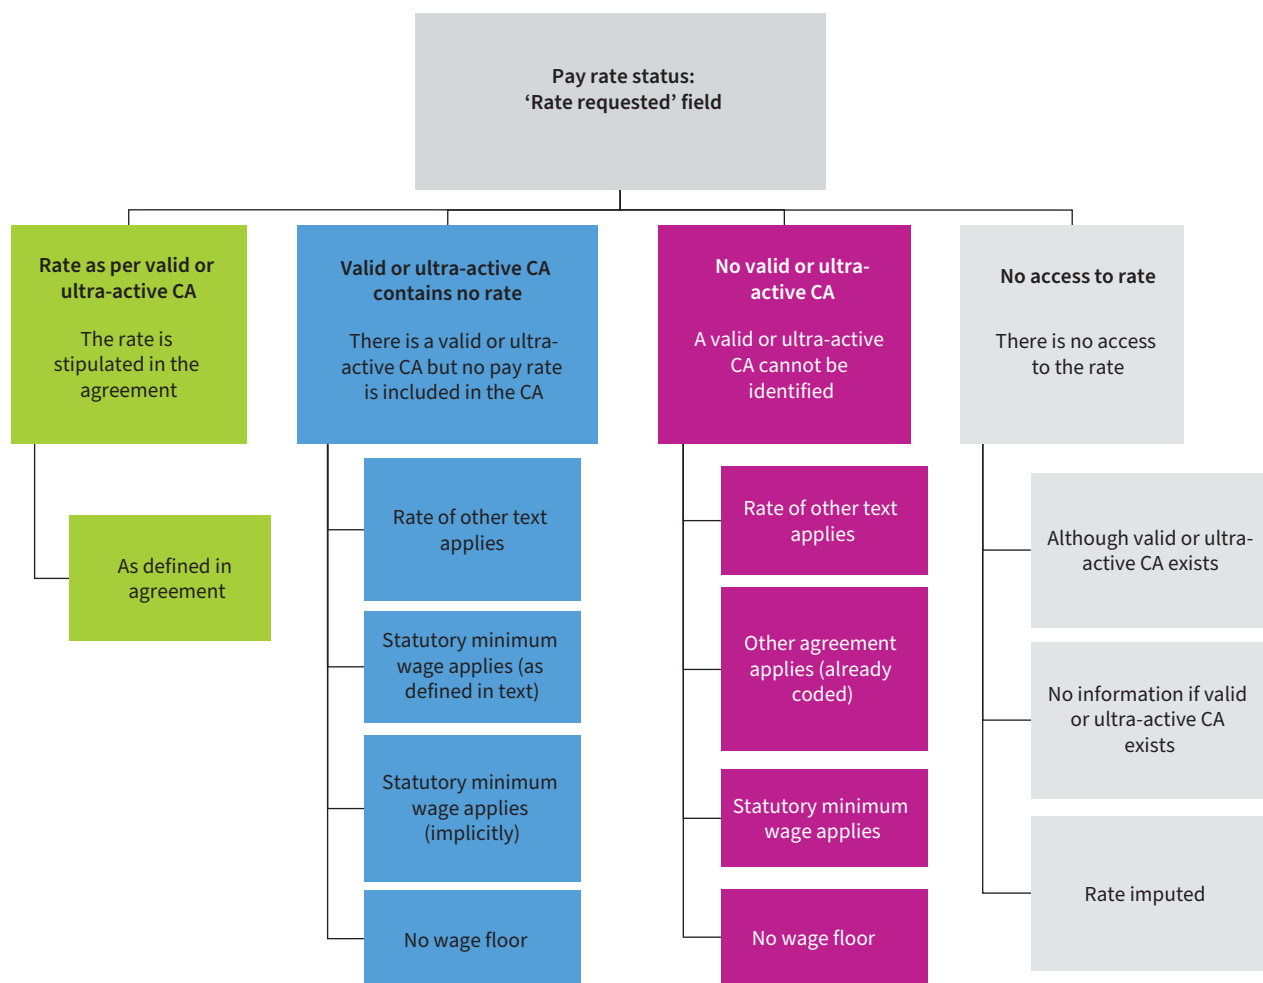 Pay rate status:
‘Rate requested’ field
Rate as per valid or
ultra-active CA
The rate is
stipulated in the
agreement
As defined in
agreement
Valid or ultra-active CA
contains no rate
There is a valid or ultra-
active CA but no pay rate
is included in the CA
Rate of other text
applies
Statutory minimum
wage applies (as
defined in text)
Statutory minimum
wage applies
(implicitly)
No wage floor
No valid or ultra-
active CA
A valid or ultra-active
CA cannot be
identified
Rate of other text
applies
Other agreement
applies (already
coded)
Statutory minimum
wage applies
No wage floor
No access to rate
There is no access
to the rate
Although valid or ultra-
active CA exists
No information if valid
or ultra-active CA
exists
Rate imputed